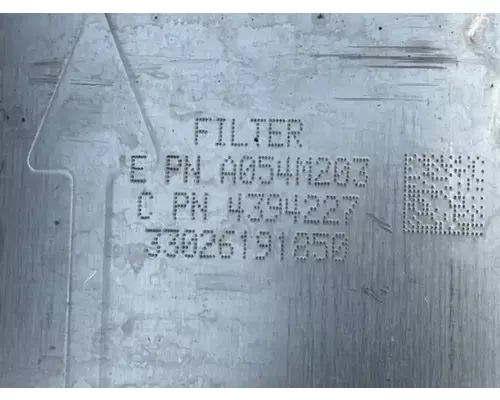 FILTER
E PN A054M203
C PN 4394227
33026191850